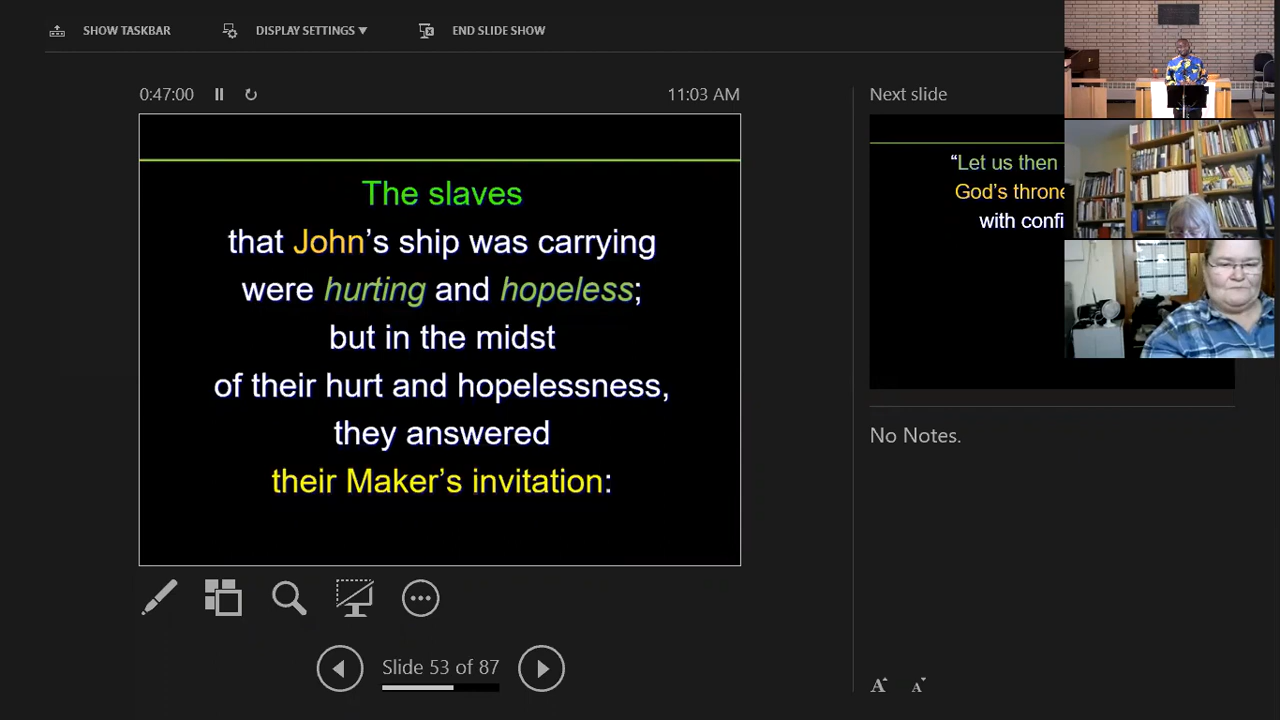 SHOW TASKBAR
DISPLAY SETTINGS ▼
END SLIDE SHOW
0:47:00
11:03 AM
The slaves
that John’s ship was carrying
were hurting and hopeless;
but in the midst
of their hurt and hopelessness,
they answered
their Maker’s invitation:
Slide 53 of 87
Next slide
“Let us then
God’s throne
with confi
No Notes.
A A